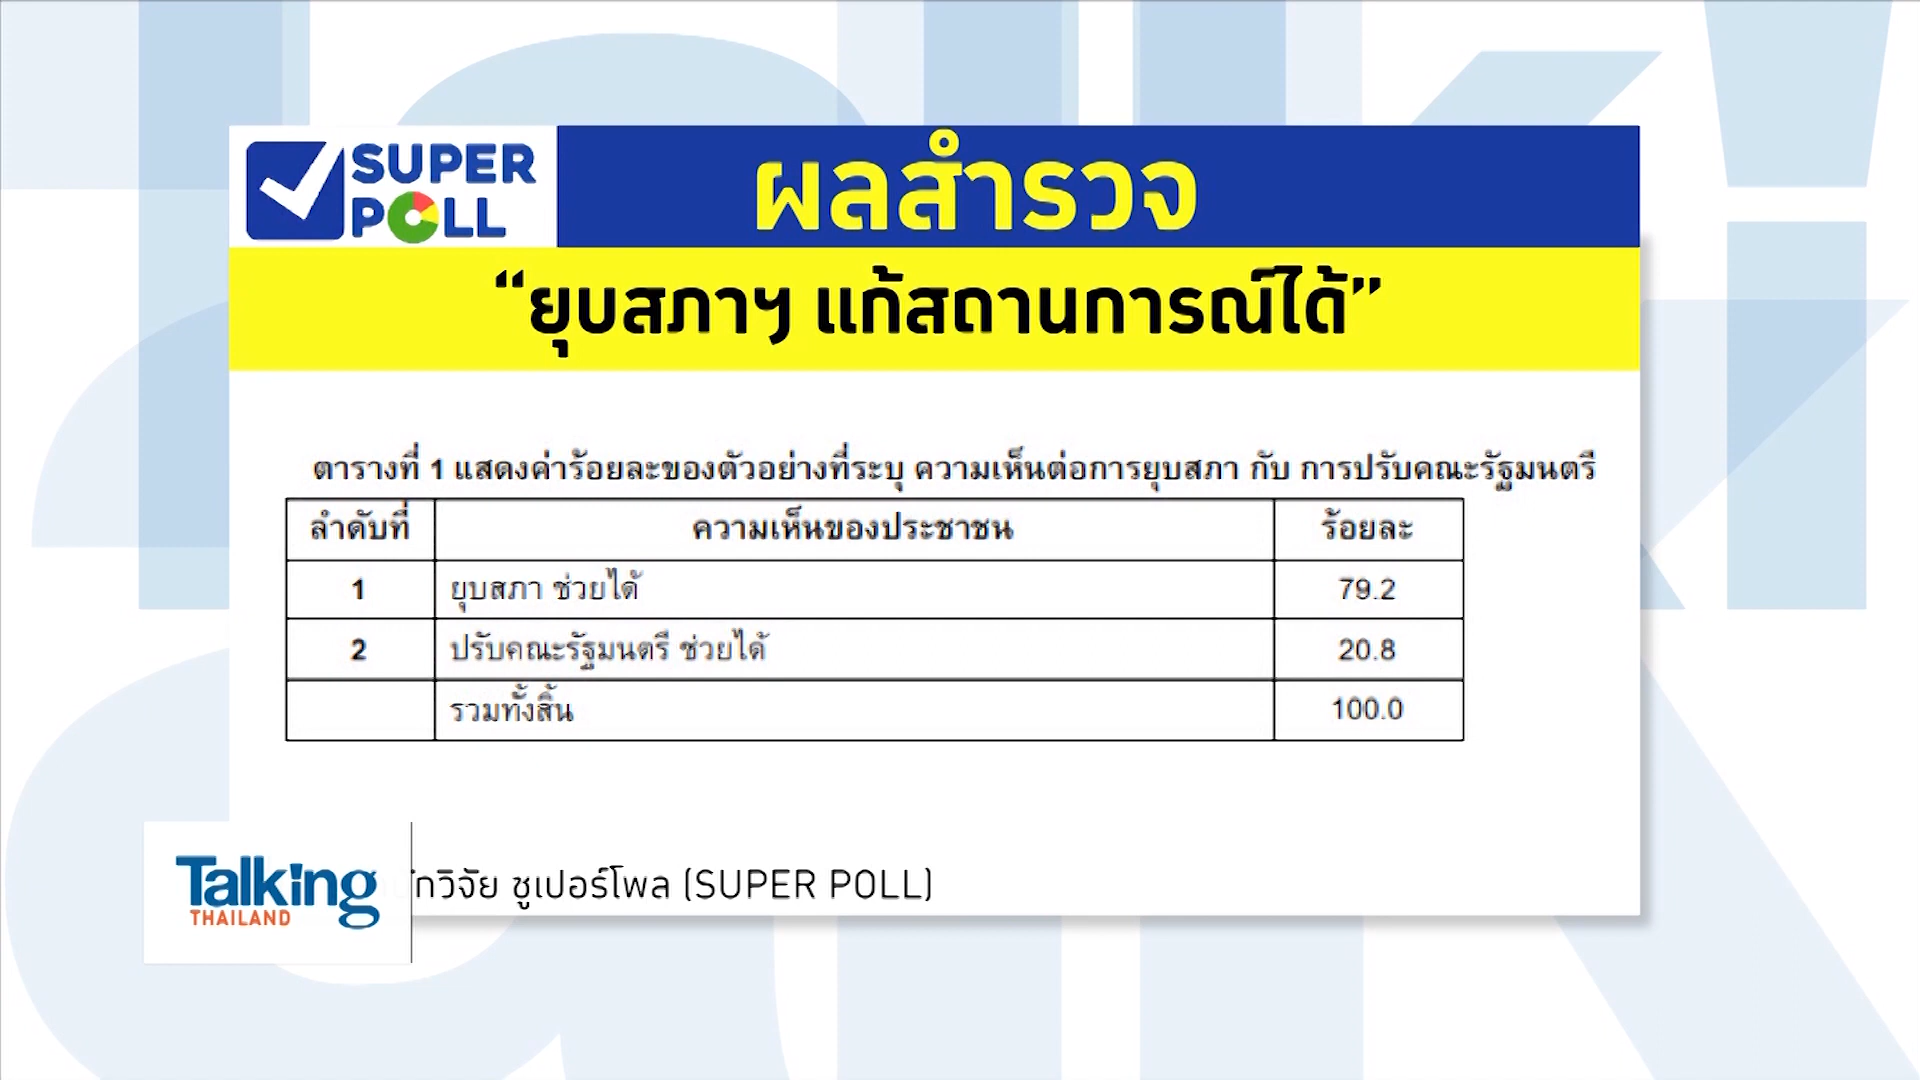 SUPER POLL
ผลสำรวจ
“ยุบสภาฯ แก้สถานการณ์ได้”
ตารางที่ 1 แสดงค่าร้อยละของตัวอย่างที่ระบุ ความเห็นต่อการยุบสภา กับ การปรับคณะรัฐมนตรี
ลำดับที่ ความเห็นของประชาชน ร้อยละ
1 ยุบสภา ช่วยได้ 79.2
2 ปรับคณะรัฐมนตรี ช่วยได้ 20.8
รวมทั้งสิ้น 100.0
Talking
THAILAND
ซูเปอร์โพล (SUPER POLL)